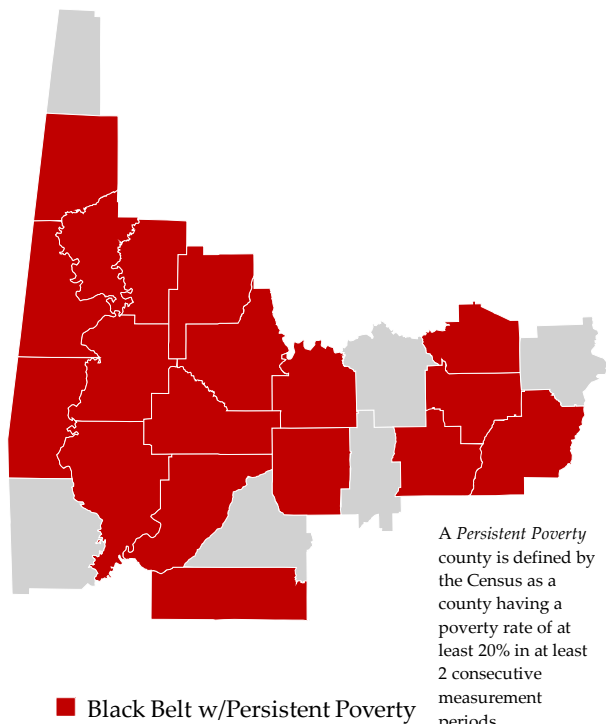 A Persistent Poverty
county is defined by
the Census as a
county having a
poverty rate of at
least 20% in at least
2 consecutive
measurement
periods
Black Belt w/Persistent Poverty